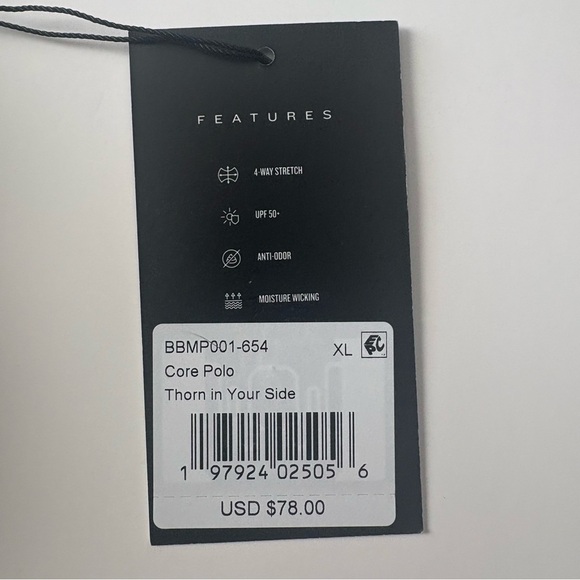 FEATURES
4-WAY STRETCH
UPF 50+
ANTI-ODOR
MOISTURE WICKING
BBMP001-654 XL
Core Polo
Thorn in Your Side
1 97924 02505 6
USD $78.00